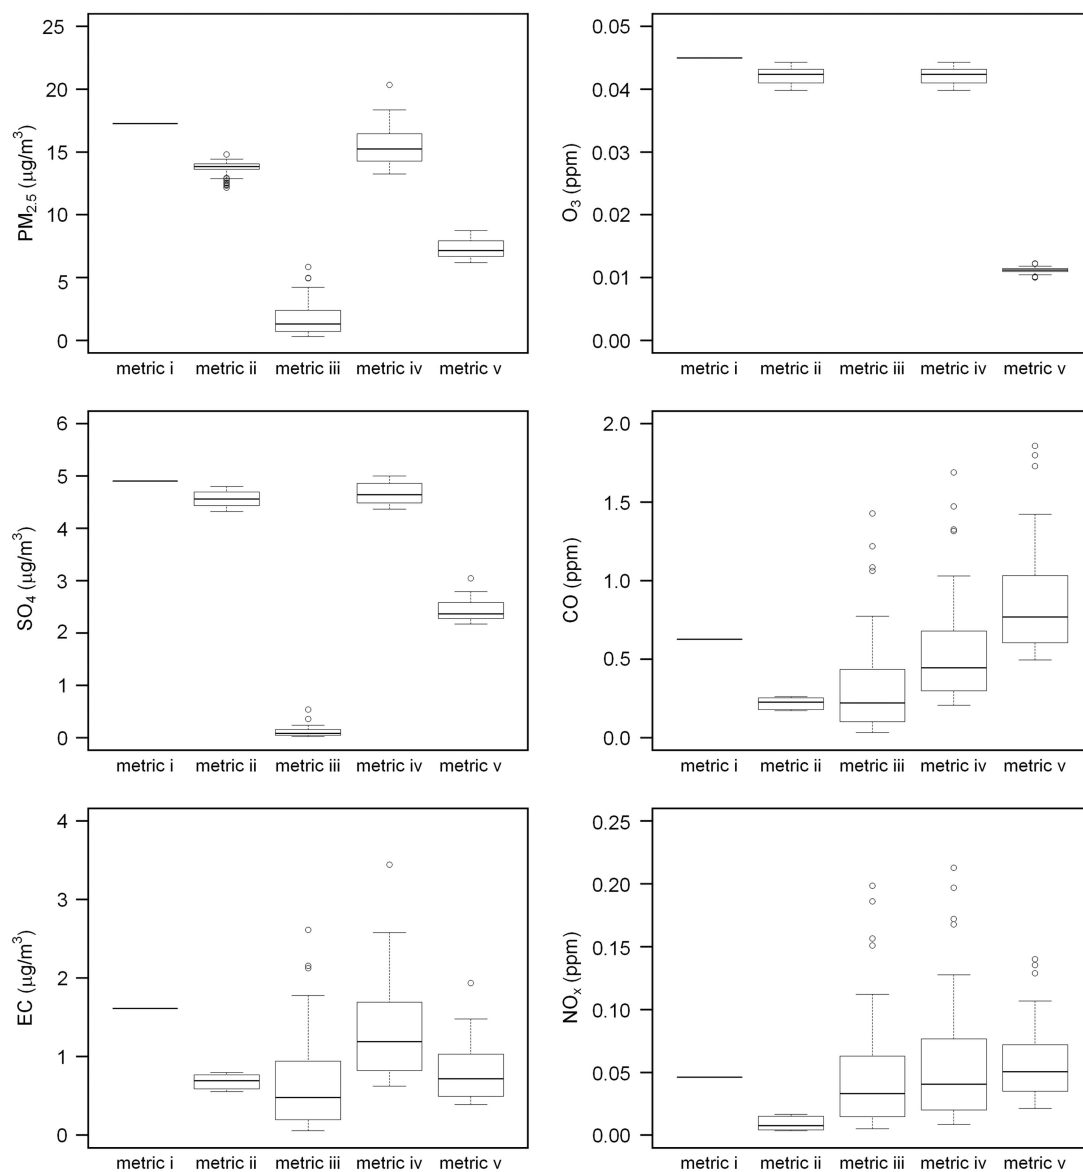 PM2.5 (μg/m3)
25
20
15
10
5
0
metric i metric ii metric iii metric iv metric v
O3 (ppm)
0.05
0.04
0.03
0.02
0.01
0.00
metric i metric ii metric iii metric iv metric v
SO4 (μg/m3)
6
5
4
3
2
1
0
metric i metric ii metric iii metric iv metric v
CO (ppm)
2.0
1.5
1.0
0.5
0.0
metric i metric ii metric iii metric iv metric v
EC (μg/m3)
4
3
2
1
0
metric i metric ii metric iii metric iv metric v
NOx (ppm)
0.25
0.20
0.15
0.10
0.05
0.00
metric i metric ii metric iii metric iv metric v